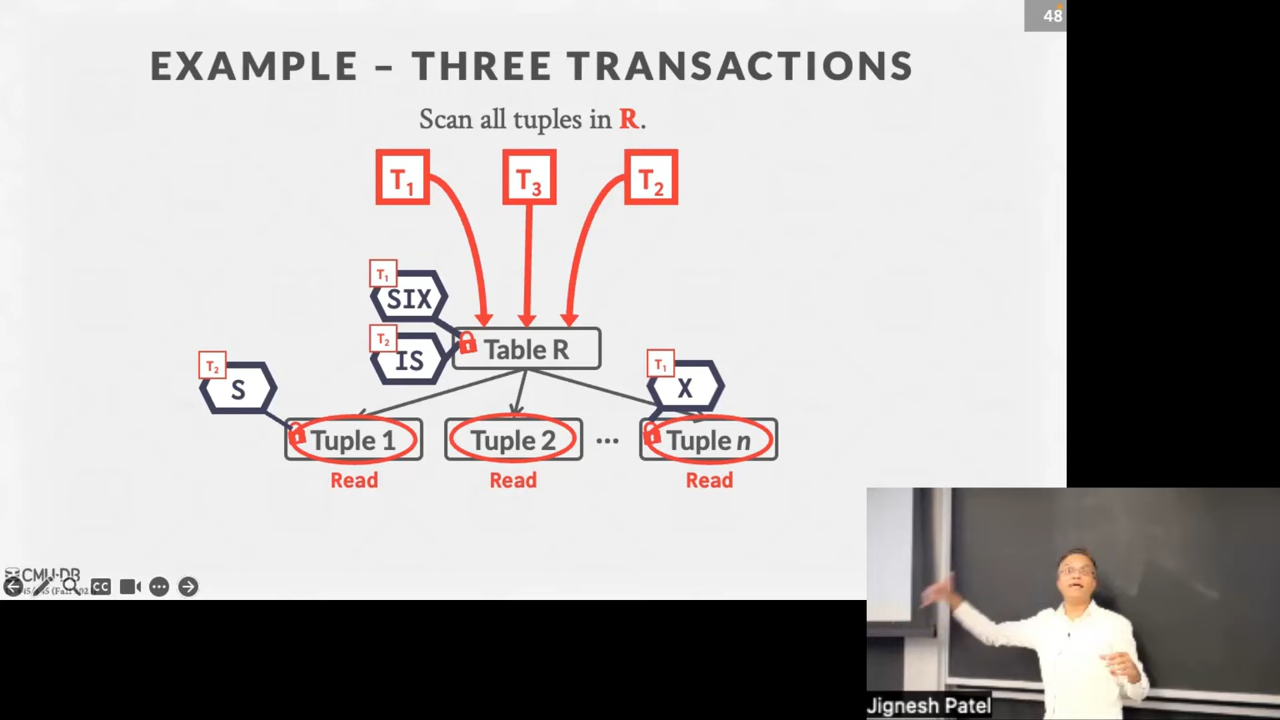 48
EXAMPLE – THREE TRANSACTIONS
Scan all tuples in R.
T1 T3 T2
T1
SIX
T2
IS
Table R
T2
S
T1
X
Tuple 1 Tuple 2 ... Tuple n
Read Read Read
CMU·DB
CC
Jignesh Patel